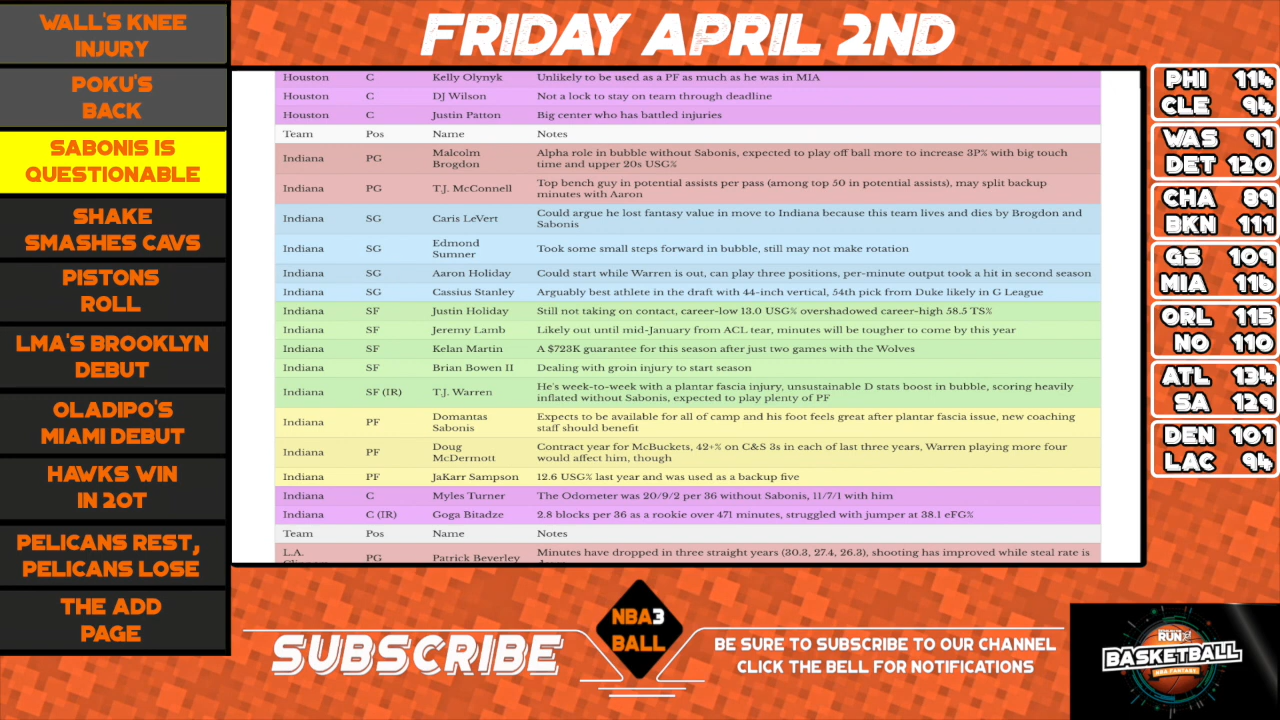 WALL'S KNEE
INJURY
POKU'S
BACK
SABONIS IS
QUESTIONABLE
SHAKE
SMASHES CAVS
PISTONS
ROLL
LMA'S BROOKLYN
DEBUT
OLADIPO'S
MIAMI DEBUT
HAWKS WIN
IN 2OT
PELICANS REST,
PELICANS LOSE
THE ADD
PAGE
FRIDAY APRIL 2ND
Houston C Kelly Olynyk Unlikely to be used as a PF as much as he was in MIA
Houston C DJ Wilson Not a lock to stay on team through deadline
Houston C Justin Patton Big center who has battled injuries
Team Pos Name Notes
Indiana PG Malcolm Brogdon Alpha role in bubble without Sabonis, expected to play off ball more to increase 3P% with big touch
time and upper 20s USG%
Indiana PG T.J. McConnell Top bench guy in potential assists per pass (among top 50 in potential assists), may split backup
minutes with Aaron
Indiana SG Caris LeVert Could argue he lost fantasy value in move to Indiana because this team lives and dies by Brogdon and
Sabonis
Indiana SG Edmond Sumner Took some small steps forward in bubble, still may not make rotation
Indiana SG Aaron Holiday Could start while Warren is out, can play three positions, per-minute output took a hit in second season
Indiana SG Cassius Stanley Arguably best athlete in the draft with 44-inch vertical, 54th pick from Duke likely in G League
Indiana SF Justin Holiday Still not taking on contact, career-low 13.0 USG% overshadowed career-high 58.5 TS%
Indiana SF Jeremy Lamb Likely out until mid-January from ACL tear, minutes will be tougher to come by this year
Indiana SF Kelan Martin A $723K guarantee for this season after just two games with the Wolves
Indiana SF Brian Bowen II Dealing with groin injury to start season
Indiana SF (IR) T.J. Warren He's week-to-week with a plantar fascia injury, unsustainable D stats boost in bubble, scoring heavily
inflated without Sabonis, expected to play plenty of PF
Indiana PF Domantas Sabonis Expects to be available for all of camp and his foot feels great after plantar fascia issue, new coaching
staff should benefit
Indiana PF Doug McDermott Contract year for McBuckets, 42+% on C&S 3s in each of last three years, Warren playing more four
would affect him, though
Indiana PF JaKarr Sampson 12.6 USG% last year and was used as a backup five
Indiana C Myles Turner The Odometer was 20/9/2 per 36 without Sabonis, 11/7/1 with him
Indiana C (IR) Goga Bitadze 2.8 blocks per 36 as a rookie over 471 minutes, struggled with jumper at 38.1 eFG%
Team Pos Name Notes
L.A. PG Patrick Beverley Minutes have dropped in three straight years (30.3, 27.4, 26.3), shooting has improved while steal rate is
PHI 114
CLE 94
WAS 91
DET 120
CHA 89
BKN 111
GS 109
MIA 116
ORL 115
NO 110
ATL 134
SA 129
DEN 101
LAC 94
SUBSCRIBE
NBA3
BALL
BE SURE TO SUBSCRIBE TO OUR CHANNEL
CLICK THE BELL FOR NOTIFICATIONS
RUN
BASKETBALL
NBA FANTASY